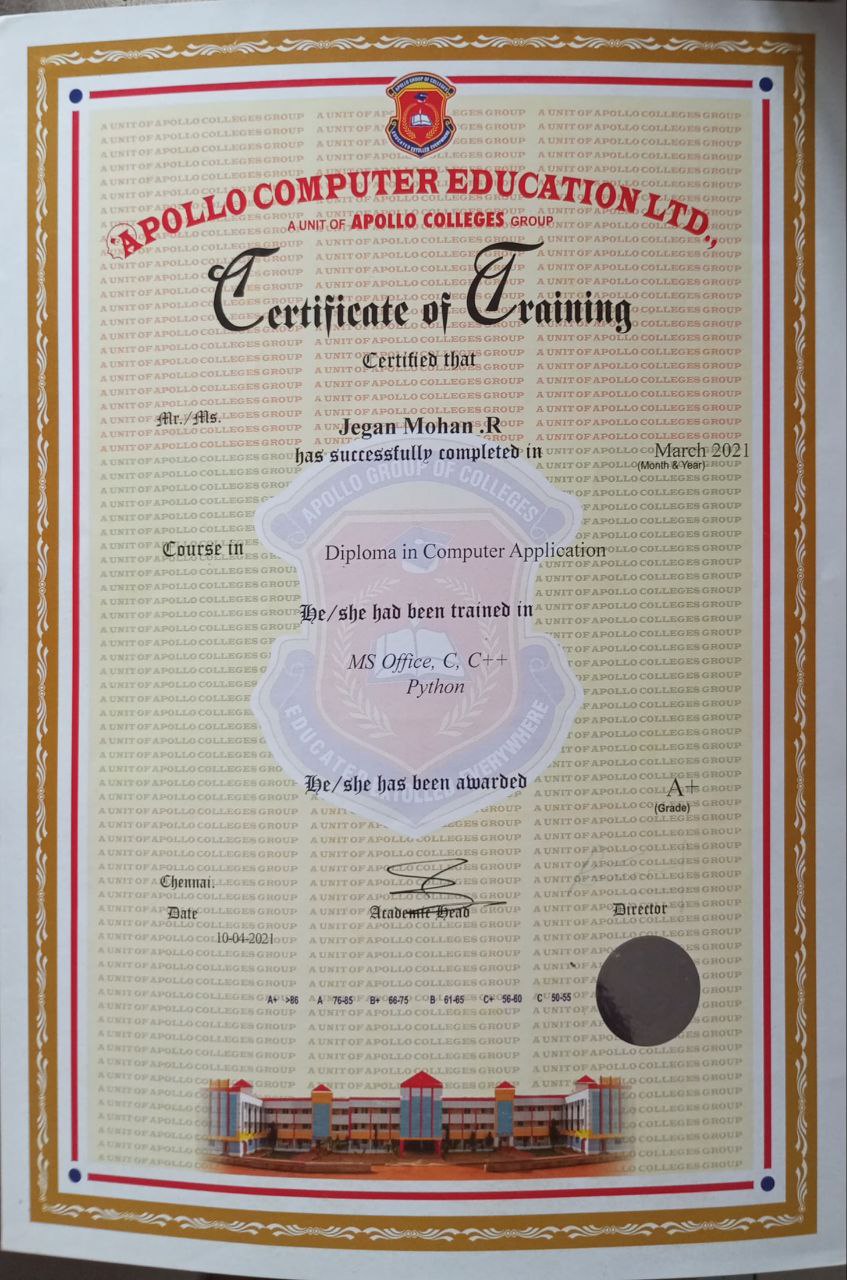 APOLLO GROUP OF COLLEGES
EDUCATED EXTOLLED EVERYWHERE
APOLLO COMPUTER EDUCATION LTD.,
A UNIT OF APOLLO COLLEGES GROUP
Certificate of Training
Certified that
Mr./Ms. Jegan Mohan .R
has successfully completed in March 2021
(Month & Year)
Course in Diploma in Computer Application
He/she had been trained in
MS Office, C, C++
Python
He/she has been awarded A+
(Grade)
Chennai.
Date Academic Head Director
10-04-2021
A+ >86 A 76-85 B+ 66-75 B 61-65 C+ 56-60 C 50-55